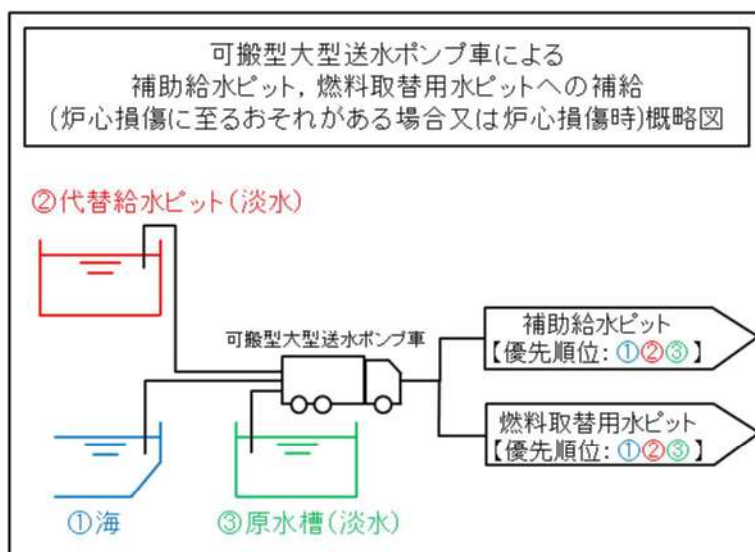 可搬型大型送水ポンプ車による
補助給水ピット，燃料取替用水ピットへの補給
(炉心損傷に至るおそれがある場合又は炉心損傷時)概略図
②代替給水ピット(淡水)
可搬型大型送水ポンプ車
補助給水ピット
【優先順位：①②③】
燃料取替用水ピット
【優先順位：①②③】
①海
③原水槽(淡水)